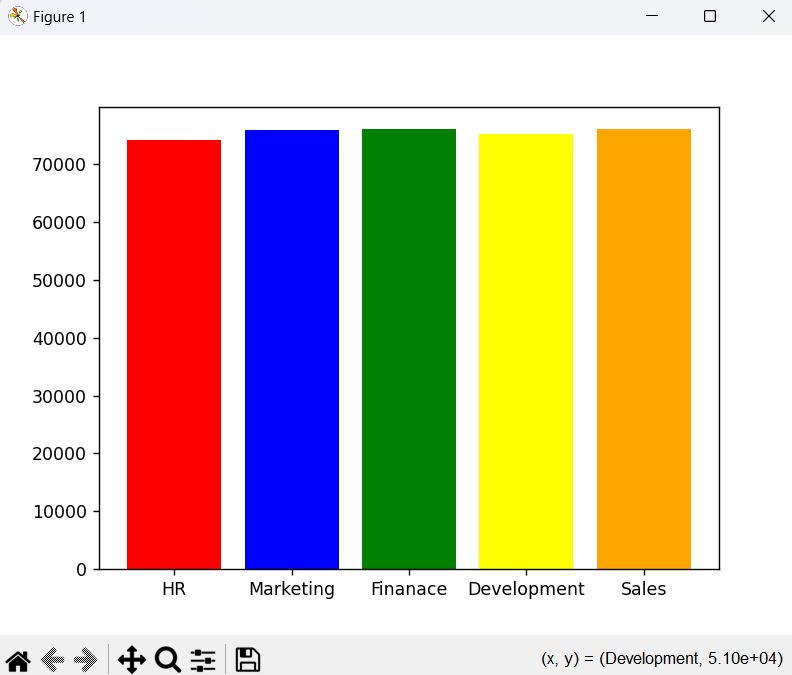 Figure 1
70000
60000
50000
40000
30000
20000
10000
0
HR Marketing Finanace Development Sales
(x, y) = (Development, 5.10e+04)